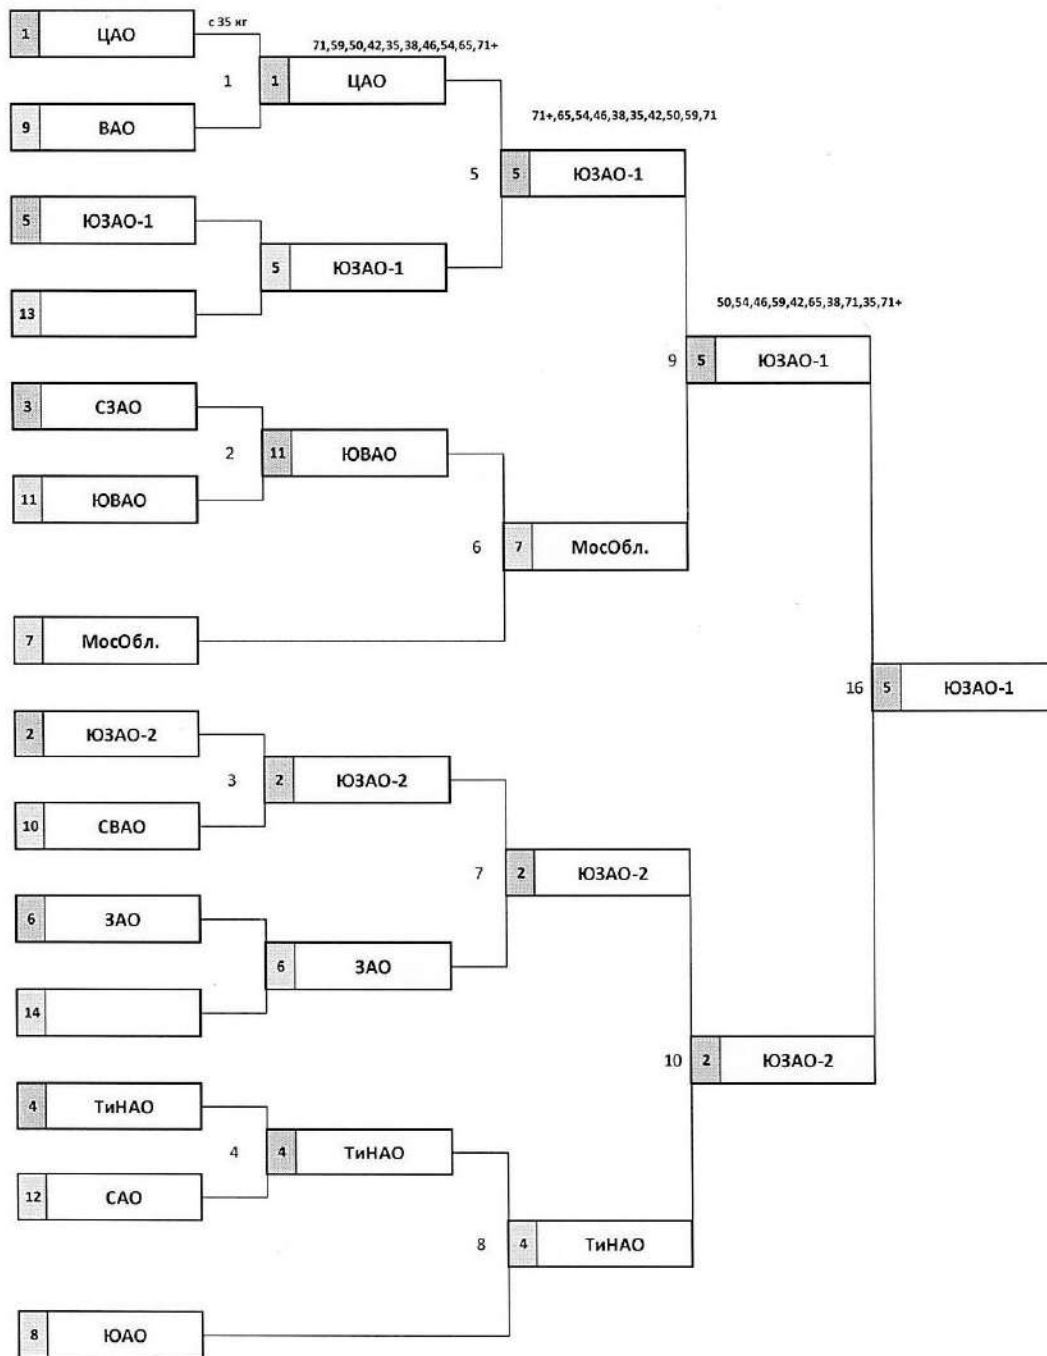 1 ЦАО
с 35 кг
71,59,50,42,35,38,46,54,65,71+
1
1 ЦАО
71+,65,54,46,38,35,42,50,59,71
9 ВАО
5
5 ЮЗАО-1
5 ЮЗАО-1
5 ЮЗАО-1
13
50,54,46,59,42,65,38,71,35,71+
9
5 ЮЗАО-1
3 СЗАО
2
11 ЮВАО
11 ЮВАО
6
7 МосОбл.
7 МосОбл.
16
5 ЮЗАО-1
2 ЮЗАО-2
3
2 ЮЗАО-2
10 СВАО
7
2 ЮЗАО-2
6 ЗАО
6 ЗАО
14
10
2 ЮЗАО-2
4 ТиНАО
4
4 ТиНАО
12 САО
8
4 ТиНАО
8 ЮАО